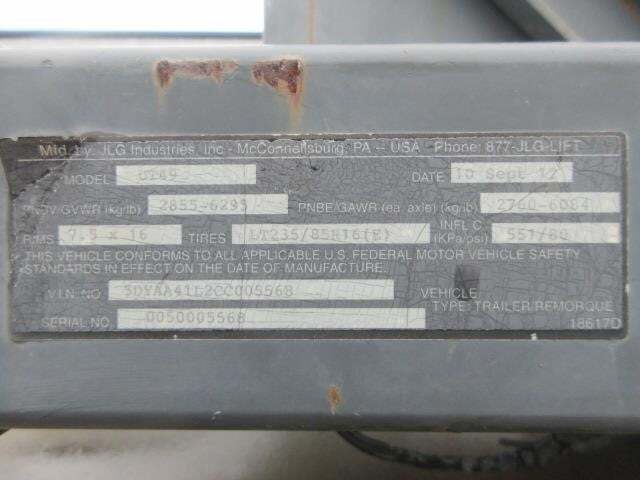 Mfd. by JLG Industries, Inc - McConnellsburg, PA - USA Phone: 877-JLG-LIFT
MODEL DATE 10 Sept 12
PNDV/GVWR (kg/lb) 2855-6295 PNBE/GAWR (ea. axle) (kg/lb) 2760-6084
RIMS 7.5 x 16 TIRES LT235/85R16(E) INFL C (KPa/psi) 551/80
THIS VEHICLE CONFORMS TO ALL APPLICABLE U.S. FEDERAL MOTOR VEHICLE SAFETY
STANDARDS IN EFFECT ON THE DATE OF MANUFACTURE.
V.I.N. NO. VEHICLE
TYPE: TRAILER REMORQUE
SERIAL NO. 0050005568 18617D